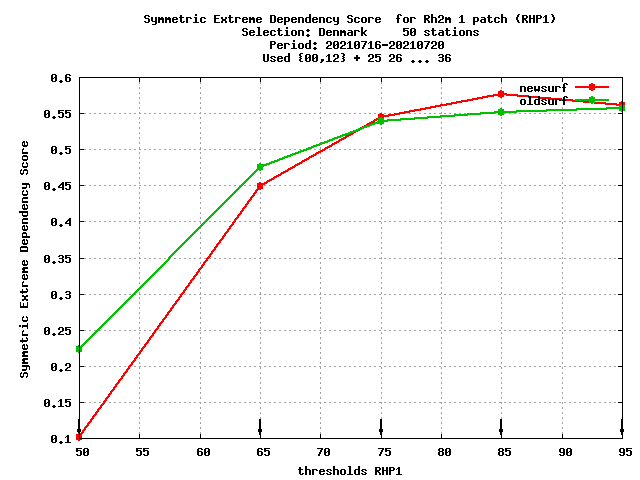 Symmetric Extreme Dependency Score  for Rh2m 1 patch (RHP1)
Selection: Denmark     50 stations
Period: 20210716-20210720
Used {00,12} + 25 26 ... 36
newsurf
oldsurf
0.6
0.55
0.5
0.45
0.4
0.35
0.3
0.25
0.2
0.15
0.1
Symmetric Extreme Dependency Score
50 55 60 65 70 75 80 85 90 95
thresholds RHP1